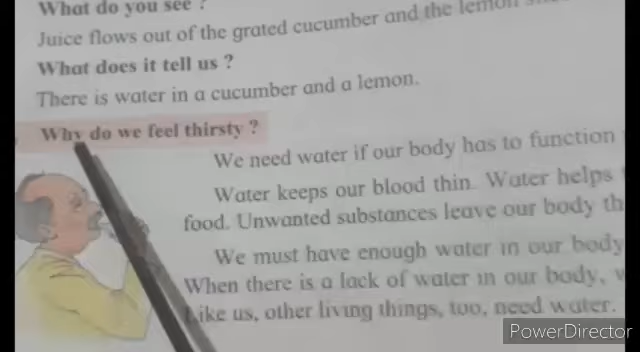 What do you see ?
Juice flows out of the grated cucumber and the lemon
What does it tell us ?
There is water in a cucumber and a lemon.
Why do we feel thirsty ?
We need water if our body has to function
Water keeps our blood thin. Water helps
food. Unwanted substances leave our body th
We must have enough water in our body
When there is a lack of water in our body,
Like us, other living things, too, need water.
PowerDirector